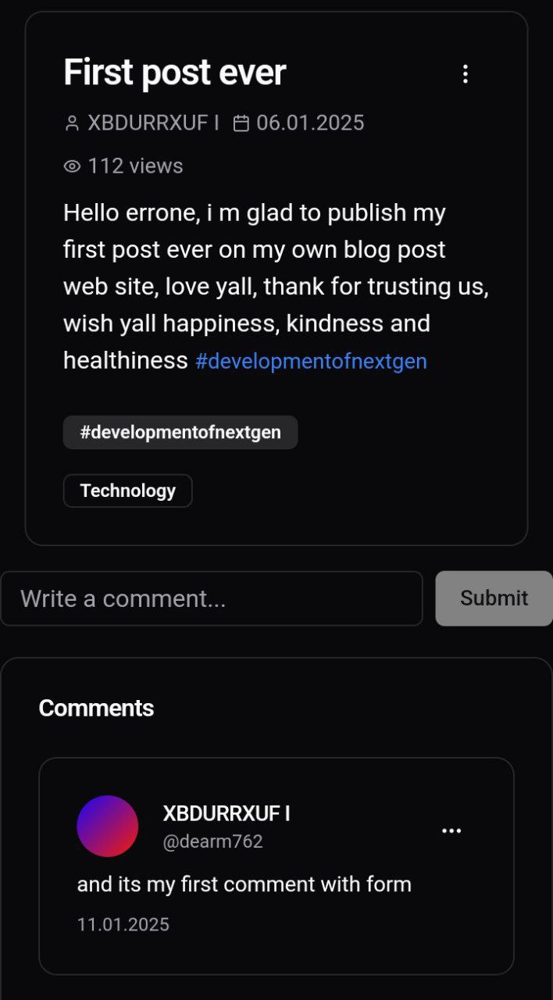 First post ever
XBDURRXUF I 06.01.2025
112 views
Hello errone, i m glad to publish my
first post ever on my own blog post
web site, love yall, thank for trusting us,
wish yall happiness, kindness and
healthiness #developmentofnextgen
#developmentofnextgen
Technology
Write a comment...
Submit
Comments
XBDURRXUF I
@dearm762
and its my first comment with form
11.01.2025